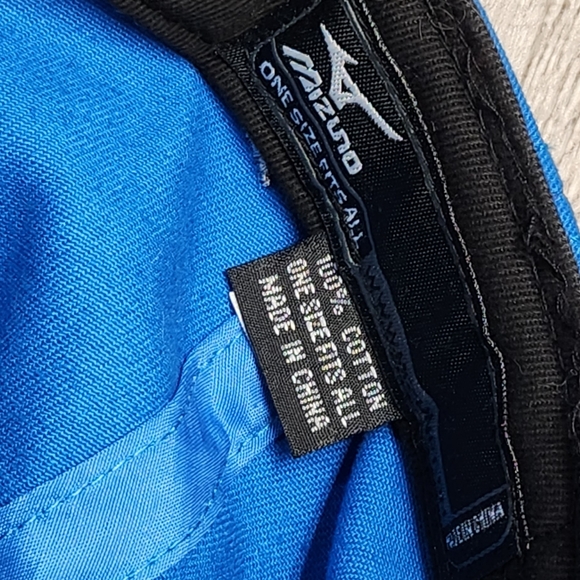 MIZUNO
ONE SIZE FITS ALL
100% COTTON
ONE SIZE FITS ALL
MADE IN CHINA